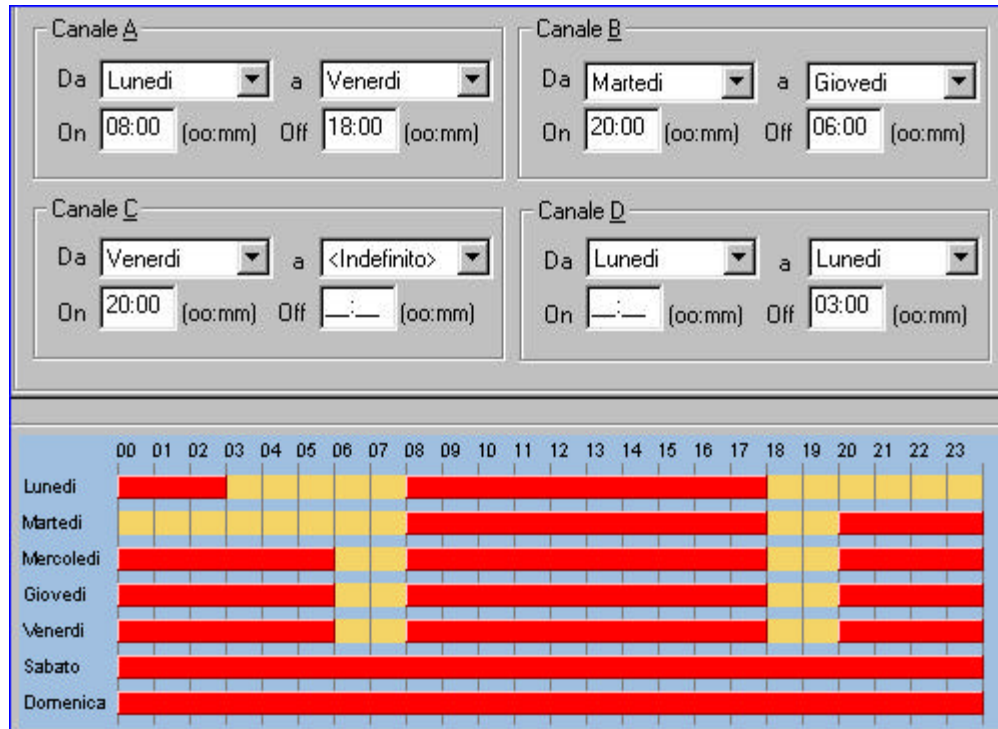 Canale A
Da Lunedi a Venerdi
On 08:00 (oo:mm) Off 18:00 (oo:mm)
Canale B
Da Martedi a Giovedi
On 20:00 (oo:mm) Off 06:00 (oo:mm)
Canale C
Da Venerdi a <Indefinito>
On 20:00 (oo:mm) Off __:__ (oo:mm)
Canale D
Da Lunedi a Lunedi
On __:__ (oo:mm) Off 03:00 (oo:mm)
00 01 02 03 04 05 06 07 08 09 10 11 12 13 14 15 16 17 18 19 20 21 22 23
Lunedi
Martedi
Mercoledi
Giovedi
Venerdi
Sabato
Domenica